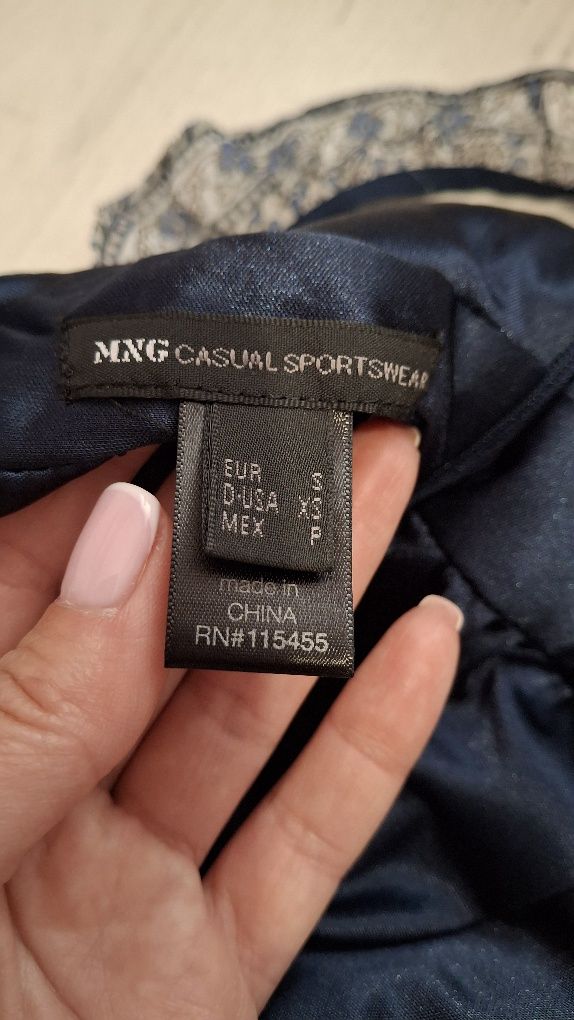 MNG CASUAL SPORTSWEAR
EUR S
D·USA XS
MEX P
made in
CHINA
RN#115455